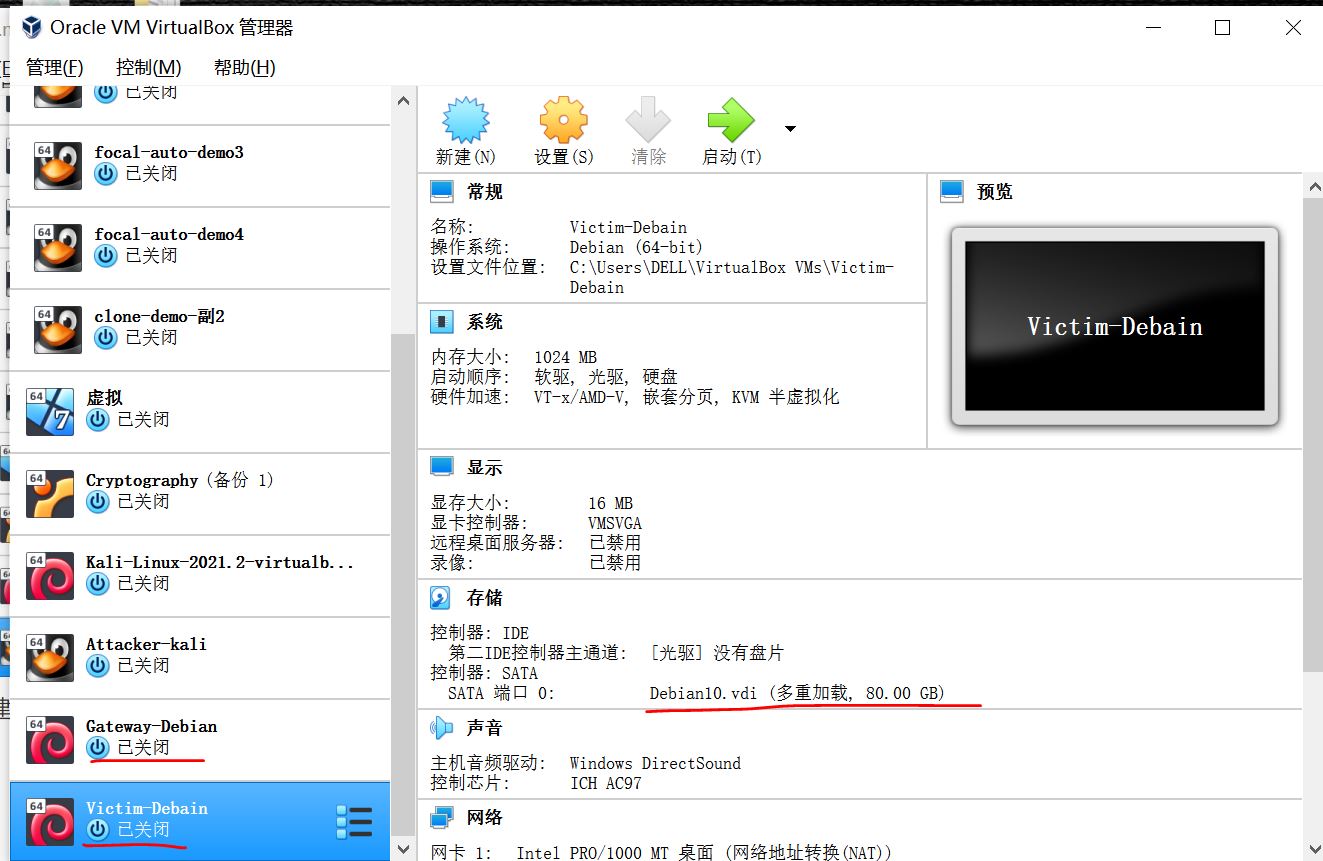 Oracle VM VirtualBox 管理器
管理(F) 控制(M) 帮助(H)
已关闭
64 focal-auto-demo3
已关闭
64 focal-auto-demo4
已关闭
64 clone-demo-副2
已关闭
64 虚拟
已关闭
64 Cryptography (备份 1)
已关闭
64 Kali-Linux-2021.2-virtualb...
已关闭
64 Attacker-kali
已关闭
64 Gateway-Debian
已关闭
64 Victim-Debain
已关闭
新建(N) 设置(S) 清除 启动(T)
常规
名称: Victim-Debain
操作系统: Debian (64-bit)
设置文件位置: C:\Users\DELL\VirtualBox VMs\Victim-
Debain
预览
Victim-Debain
系统
内存大小: 1024 MB
启动顺序: 软驱, 光驱, 硬盘
硬件加速: VT-x/AMD-V, 嵌套分页, KVM 半虚拟化
显示
显存大小: 16 MB
显卡控制器: VMSVGA
远程桌面服务器: 已禁用
录像: 已禁用
存储
控制器: IDE
第二IDE控制器主通道: [光驱] 没有盘片
控制器: SATA
SATA 端口 0: Debian10.vdi (多重加载, 80.00 GB)
声音
主机音频驱动: Windows DirectSound
控制芯片: ICH AC97
网络
网卡 1: Intel PRO/1000 MT 桌面 (网络地址转换(NAT))